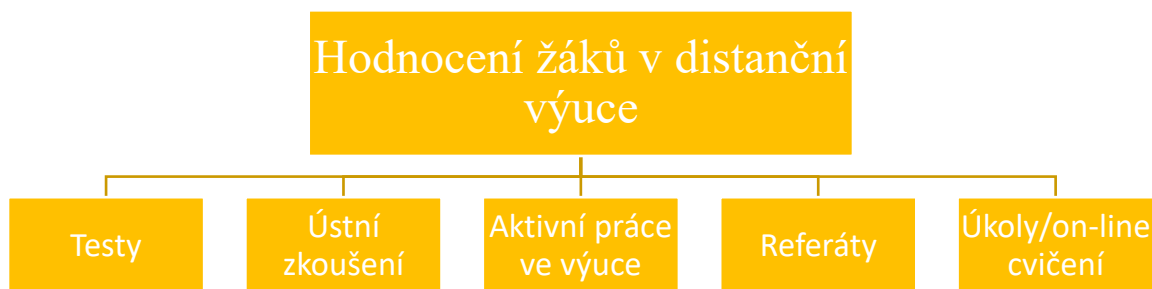 Hodnocení žáků v distanční
výuce
Testy
Ústní
zkoušení
Aktivní práce
ve výuce
Referáty
Úkoly/on-line
cvičení